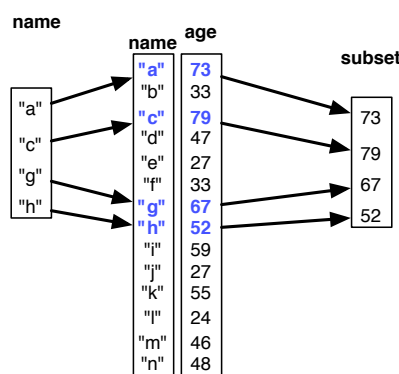 name
"a"
"c"
"g"
"h"
name age
"a" 73
"b" 33
"c" 79
"d" 47
"e" 27
"f" 33
"g" 67
"h" 52
"i" 59
"j" 27
"k" 55
"l" 24
"m" 46
"n" 48
subset
73
79
67
52